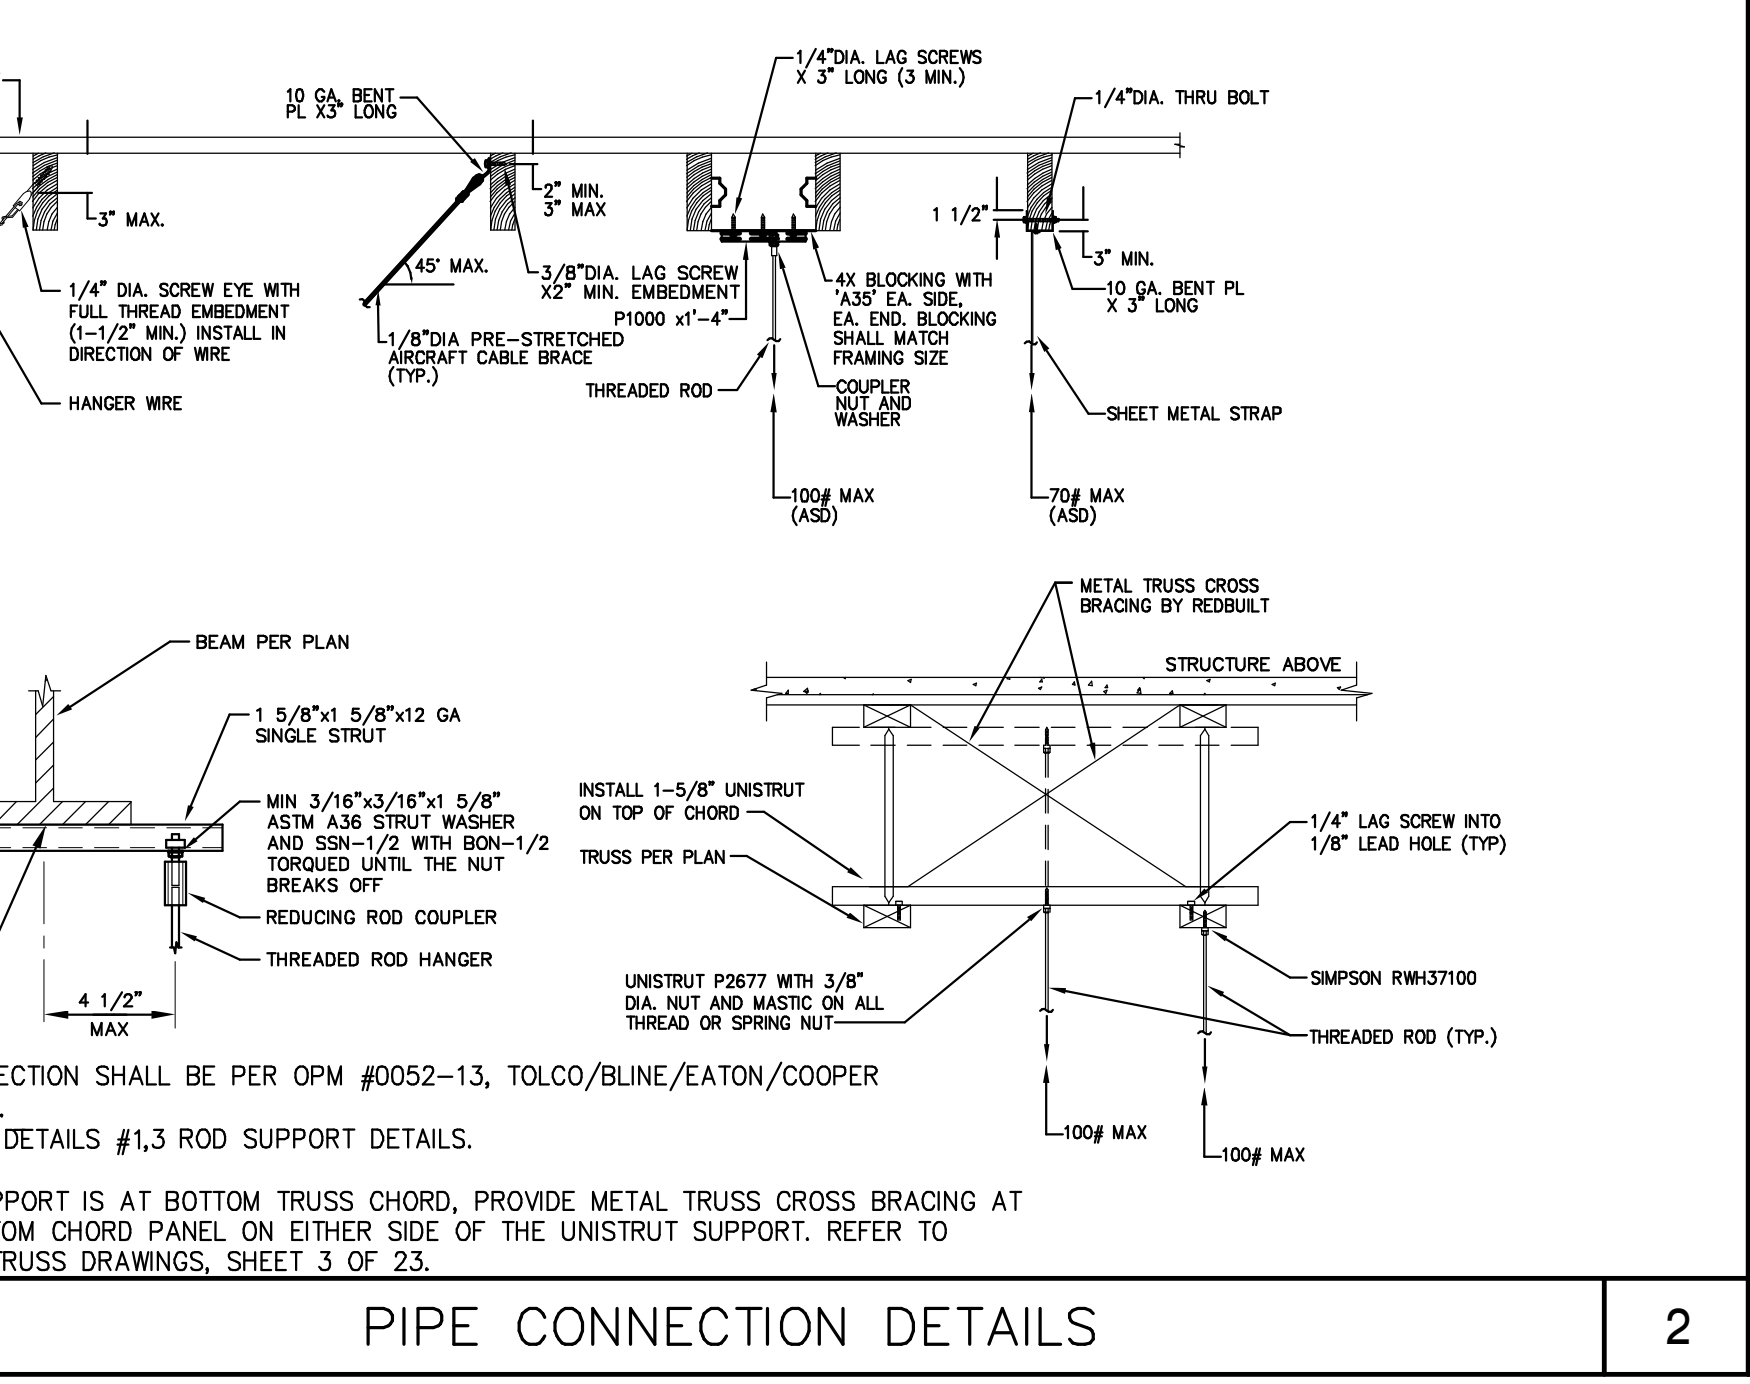 1/4"DIA. LAG SCREWS
X 3" LONG (3 MIN.)
10 GA. BENT
PL X3" LONG
1/4"DIA. THRU BOLT
3" MAX.
2" MIN.
3" MAX
1 1/2"
3" MIN.
45° MAX.
1/4" DIA. SCREW EYE WITH
FULL THREAD EMBEDMENT
(1-1/2" MIN.) INSTALL IN
DIRECTION OF WIRE
HANGER WIRE
3/8"DIA. LAG SCREW
X2" MIN. EMBEDMENT
P1000 x1'-4"
1/8"DIA PRE-STRETCHED
AIRCRAFT CABLE BRACE
(TYP.)
THREADED ROD
4X BLOCKING WITH
'A35' EA. SIDE,
EA. END. BLOCKING
SHALL MATCH
FRAMING SIZE
COUPLER
NUT AND
WASHER
10 GA. BENT PL
X 3" LONG
SHEET METAL STRAP
100# MAX
(ASD)
70# MAX
(ASD)
BEAM PER PLAN
1 5/8"x1 5/8"x12 GA
SINGLE STRUT
MIN 3/16"x3/16"x1 5/8"
ASTM A36 STRUT WASHER
AND SSN-1/2 WITH BON-1/2
TORQUED UNTIL THE NUT
BREAKS OFF
REDUCING ROD COUPLER
THREADED ROD HANGER
4 1/2"
MAX
METAL TRUSS CROSS
BRACING BY REDBUILT
STRUCTURE ABOVE
INSTALL 1-5/8" UNISTRUT
ON TOP OF CHORD
TRUSS PER PLAN
1/4" LAG SCREW INTO
1/8" LEAD HOLE (TYP)
UNISTRUT P2677 WITH 3/8"
DIA. NUT AND MASTIC ON ALL
THREAD OR SPRING NUT
SIMPSON RWH37100
THREADED ROD (TYP.)
100# MAX
100# MAX
ECTION SHALL BE PER OPM #0052-13, TOLCO/BLINE/EATON/COOPER
.
DETAILS #1,3 ROD SUPPORT DETAILS.
PPORT IS AT BOTTOM TRUSS CHORD, PROVIDE METAL TRUSS CROSS BRACING AT
TOM CHORD PANEL ON EITHER SIDE OF THE UNISTRUT SUPPORT. REFER TO
TRUSS DRAWINGS, SHEET 3 OF 23.
PIPE CONNECTION DETAILS
2